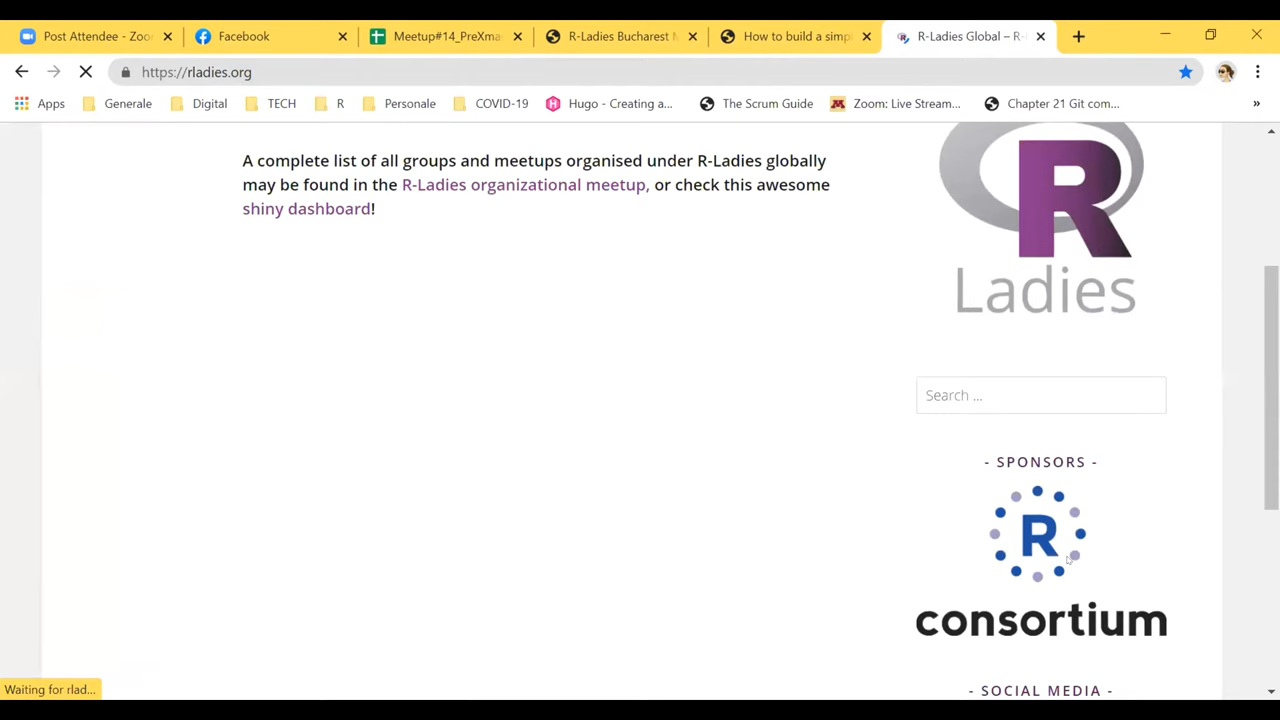 Post Attendee - Zoo
Facebook
Meetup#14_PreXma
R-Ladies Bucharest M
How to build a simp
R-Ladies Global – R-
https://rladies.org
Apps
Generale
Digital
TECH
R
Personale
COVID-19
Hugo - Creating a...
The Scrum Guide
Zoom: Live Stream...
Chapter 21 Git com...
»
A complete list of all groups and meetups organised under R-Ladies globally
may be found in the R-Ladies organizational meetup, or check this awesome
shiny dashboard!
R
Ladies
Search ...
- SPONSORS -
R
consortium
- SOCIAL MEDIA -
Waiting for rlad...